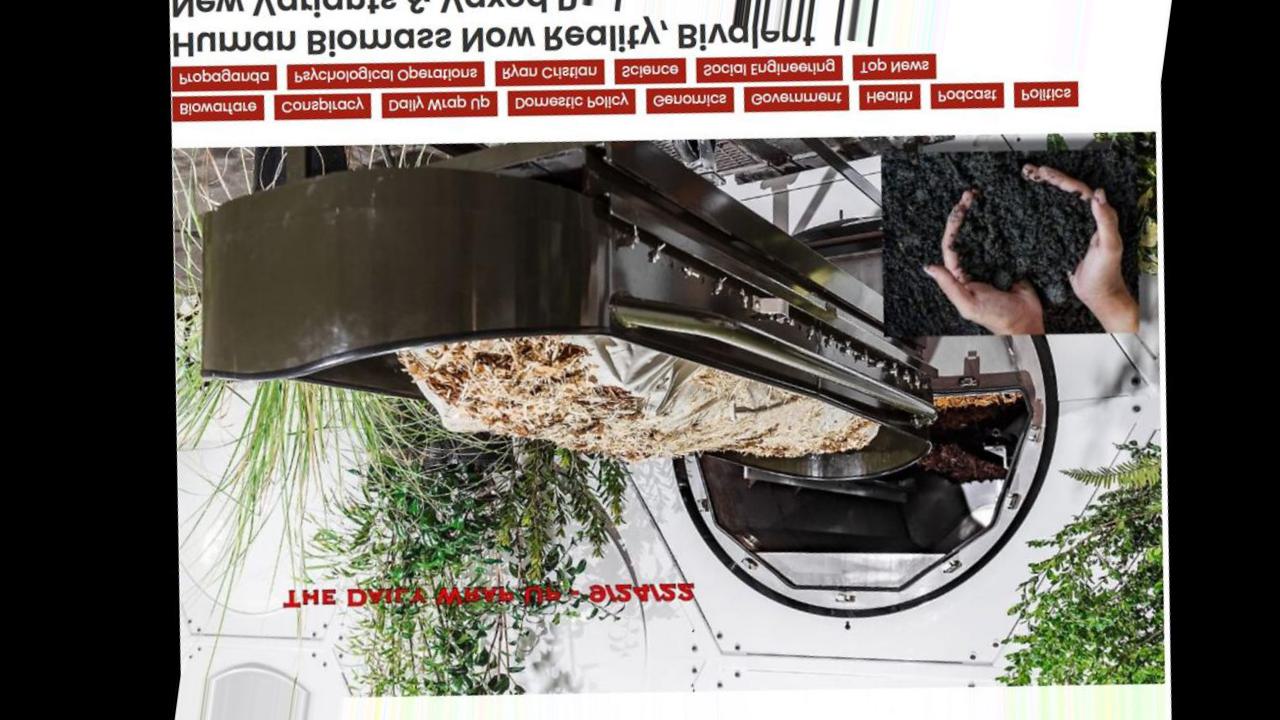 THE DAILY WRAP UP - 9/24/22
Biowarfare Conspiracy Daily Wrap Up Domestic Policy Genomics Government Health Podcast Politics
Propaganda Psychological Operations Ryan Cristian Science Social Engineering Top News
Human Biomass Now Reality, Bivalent
New Variants & Vaxed